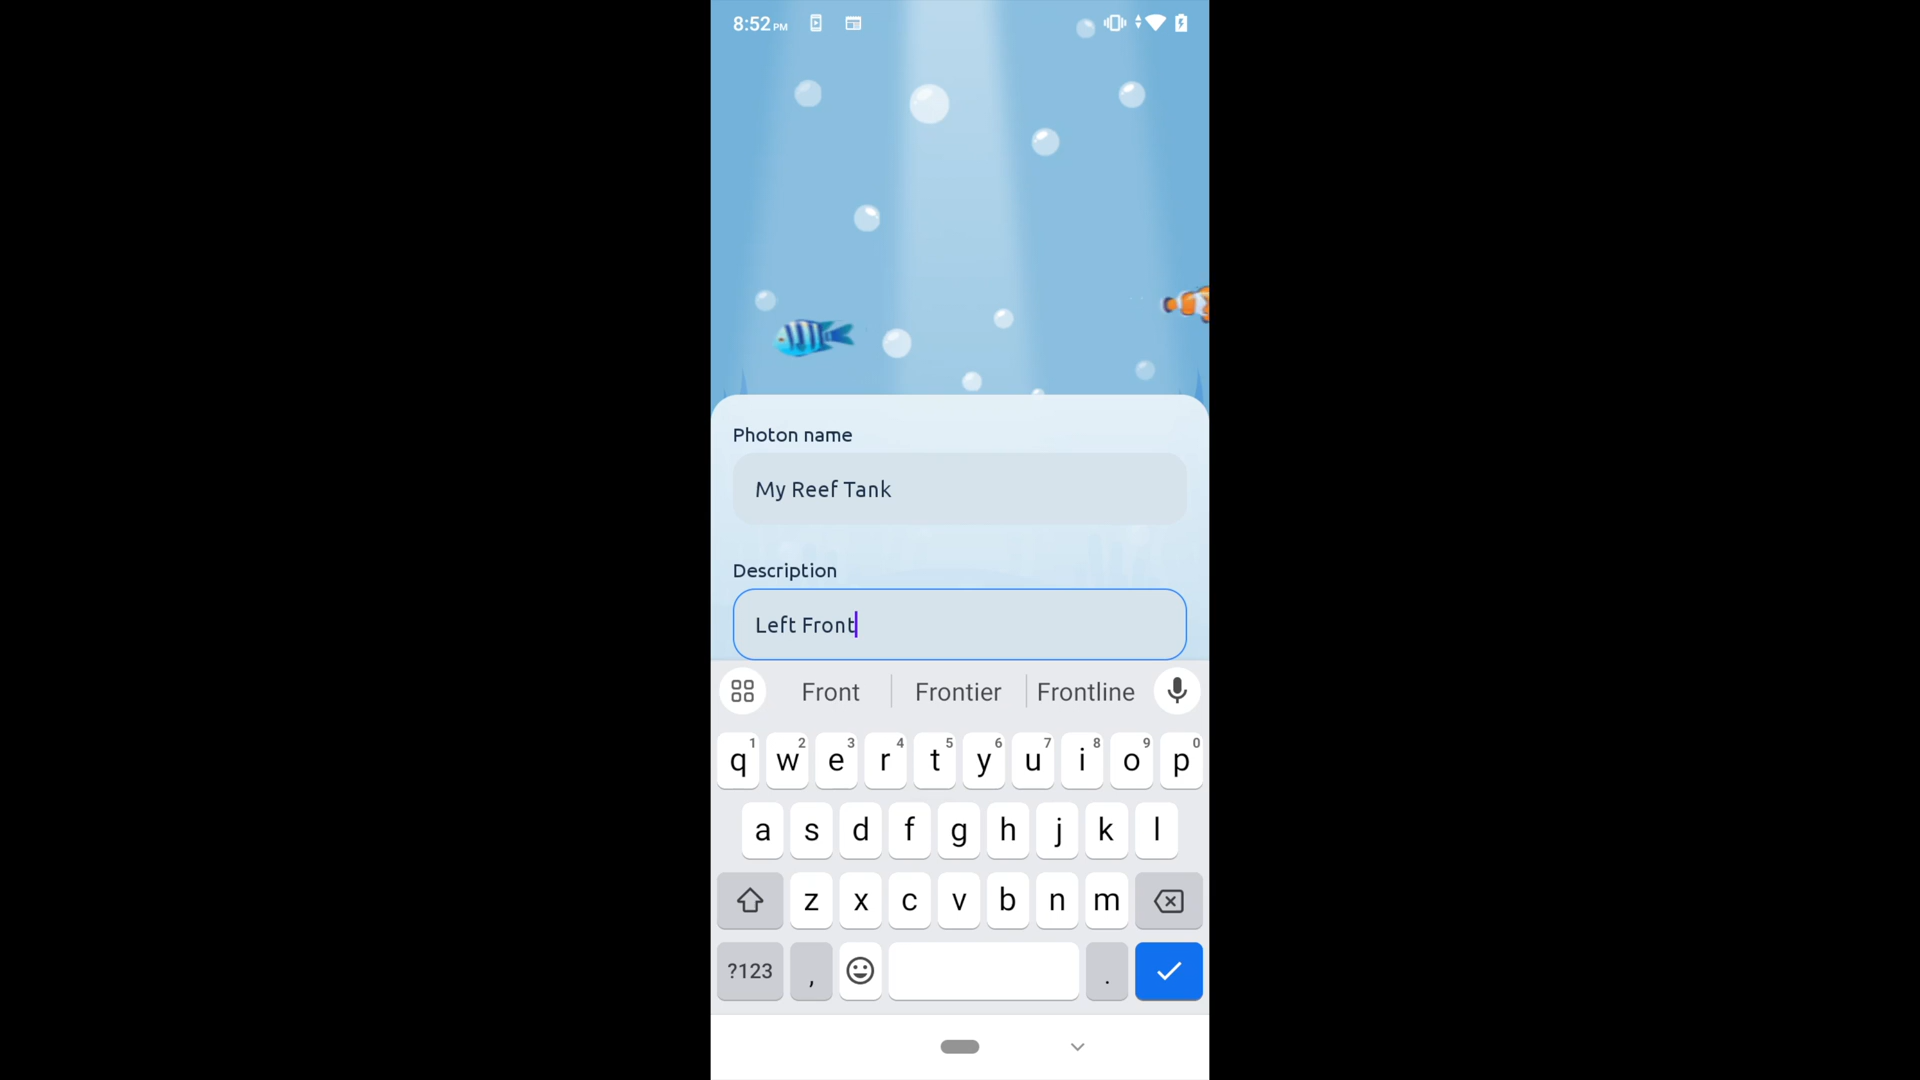 8:52 PM
Photon name
My Reef Tank
Description
Left Front
Front Frontier Frontline
q 1 w 2 e 3 r 4 t 5 y 6 u 7 i 8 o 9 p 0
a s d f g h j k l
z x c v b n m
?123 , .